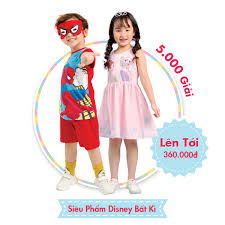 5.000 Giải
Lên Tới
360.000đ
Siêu Phẩm Disney Bất Kì